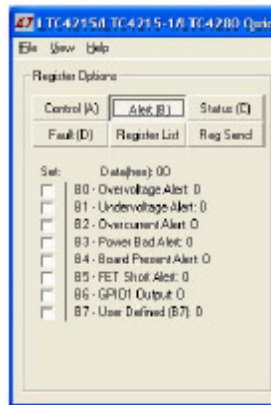 LTC4215/LTC4215-1/LTC4280 Quic
File View Help
Register Options
Control (A) Alert (B) Status (C)
Fault (D) Register List Reg Send
Set: Data(hex): 00
B0 - Overvoltage Alert: 0
B1 - Undervoltage Alert: 0
B2 - Overcurrent Alert: 0
B3 - Power Bad Alert: 0
B4 - Board Present Alert: 0
B5 - FET Short Alert: 0
B6 - GPIO1 Output: 0
B7 - User Defined (B7): 0